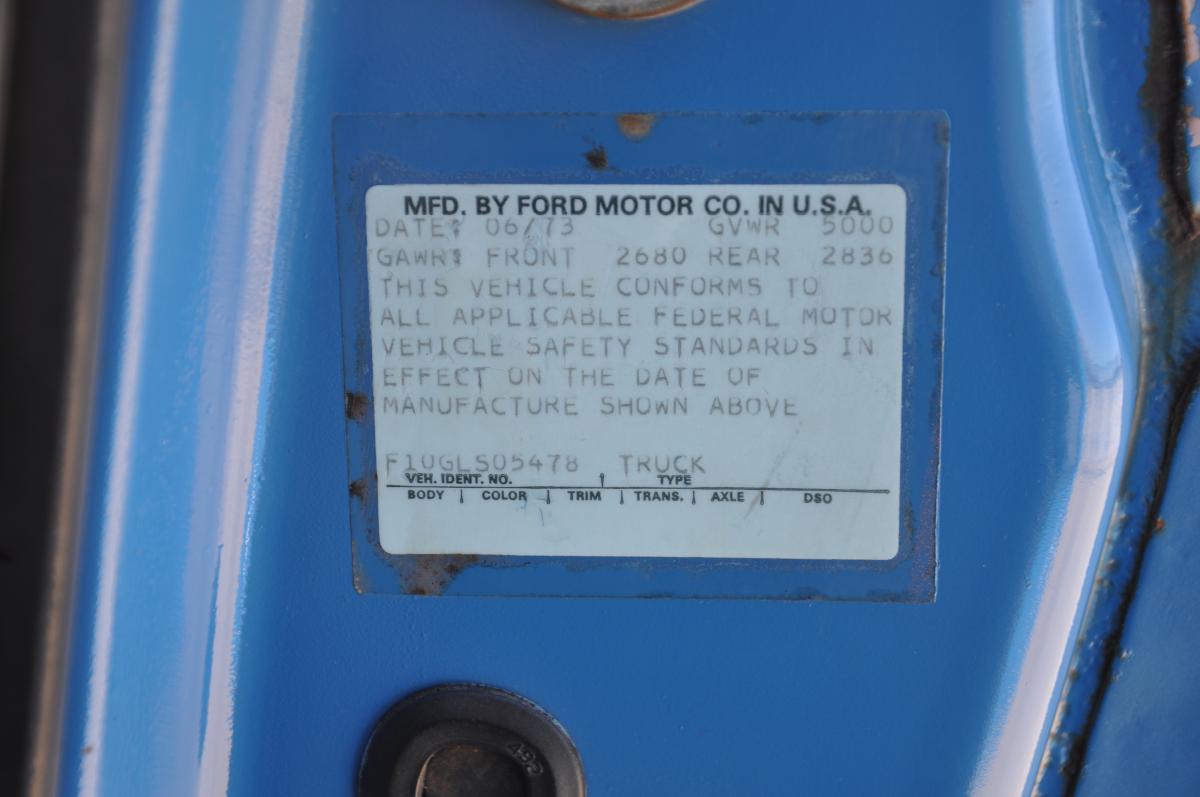 MFD. BY FORD MOTOR CO. IN U.S.A.
DATE: 06/73 GVWR 5000
GAWR: FRONT 2680 REAR 2836
THIS VEHICLE CONFORMS TO
ALL APPLICABLE FEDERAL MOTOR
VEHICLE SAFETY STANDARDS IN
EFFECT ON THE DATE OF
MANUFACTURE SHOWN ABOVE
F10GLS05478 TRUCK
VEH. IDENT. NO. TYPE
BODY COLOR TRIM TRANS. AXLE DSO
492